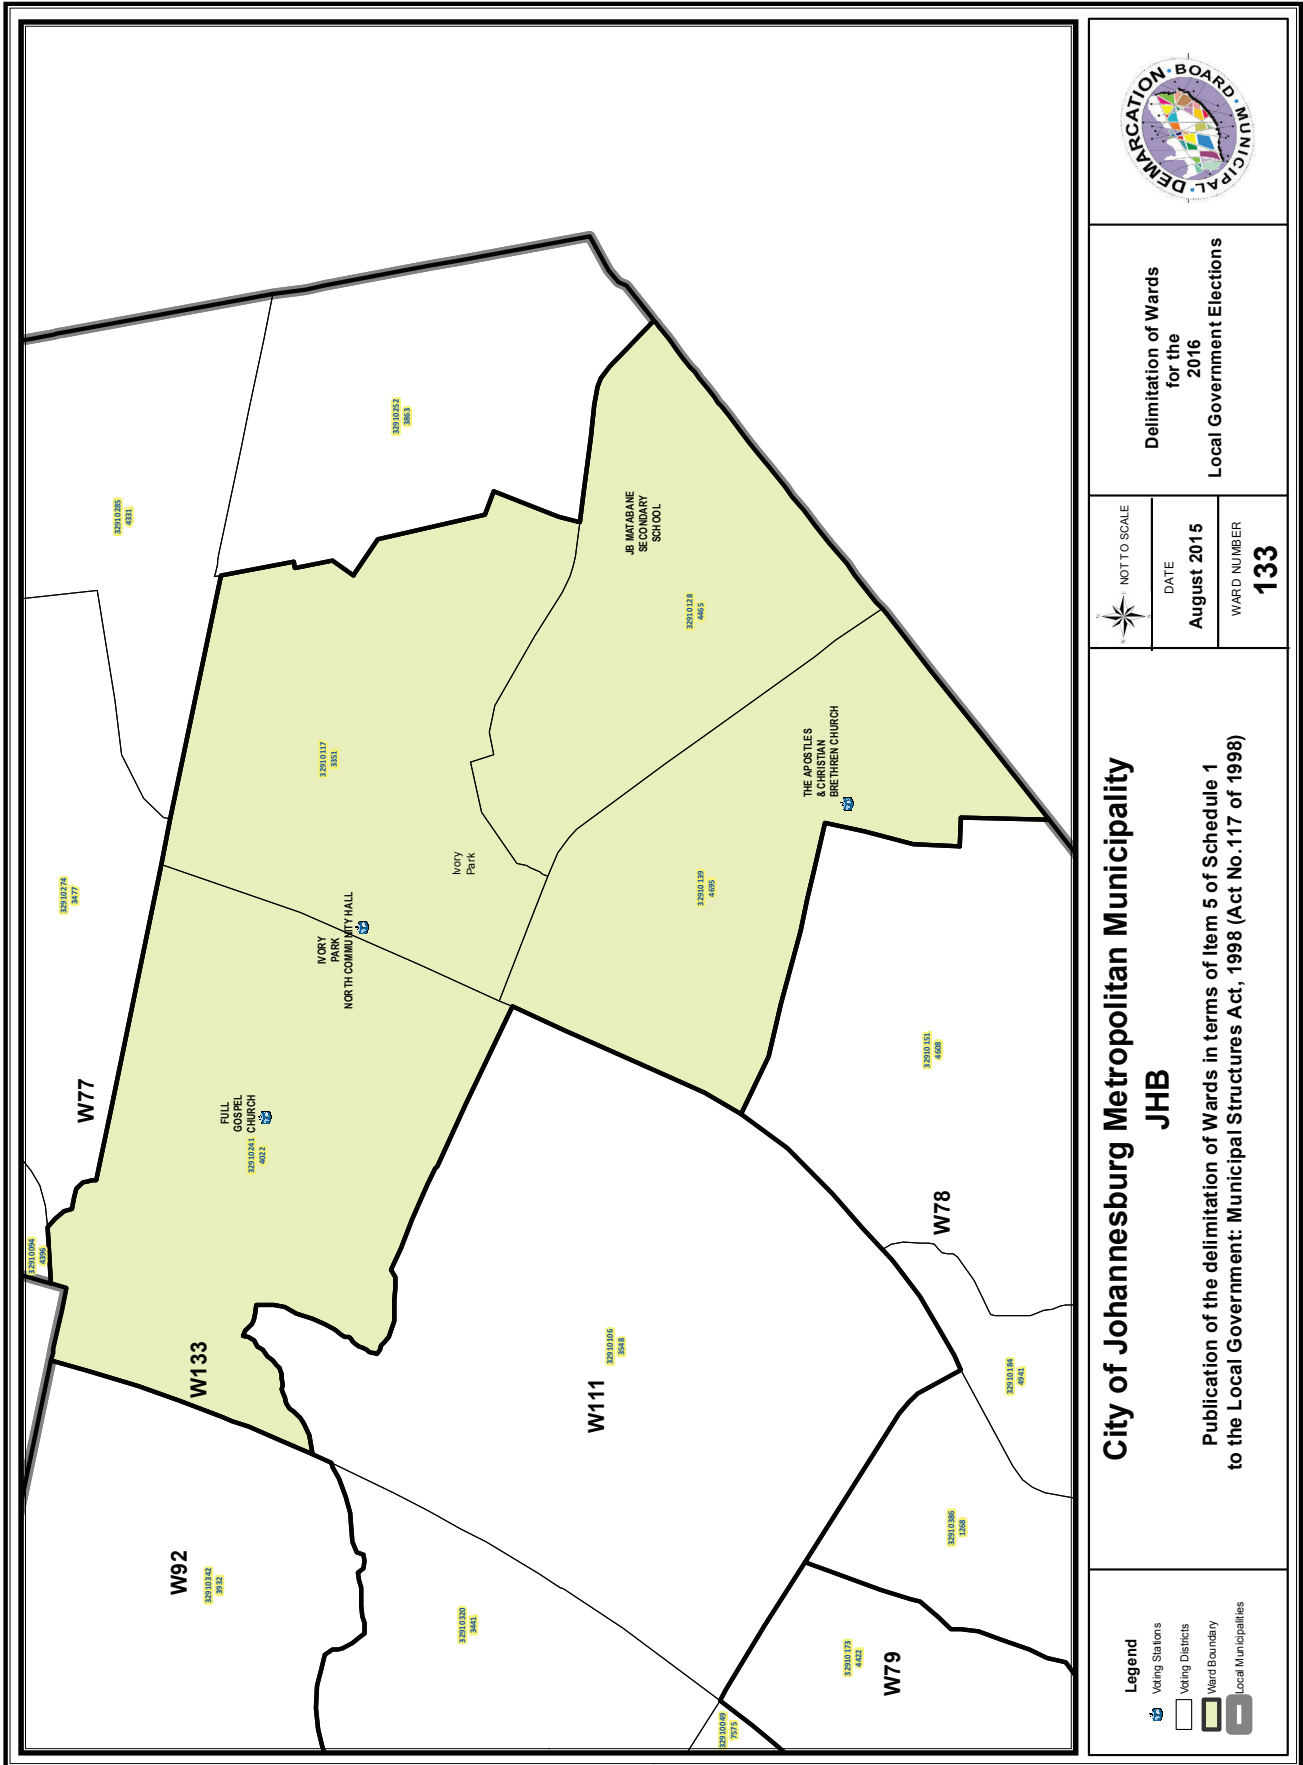 32910285
4331
32910252
3863
32910274
3477
32910094
4396
W77
32910117
3351
JB MATABANE
SECONDARY
SCHOOL
32910128
4465
Ivory
Park
IVORY
PARK
NORTH COMMUNITY HALL
THE APOSTLES
& CHRISTIAN
BRETHREN CHURCH
32910139
4695
FULL
GOSPEL
CHURCH
32910241
4022
W133
32910151
4608
W78
32910106
3548
W111
32910184
4941
32910386
1268
W92
32910342
3932
32910320
3441
32910173
4422
W79
32910049
7575
Legend
Voting Stations
Voting Districts
Ward Boundary
Local Municipalities
City of Johannesburg Metropolitan Municipality
JHB
Publication of the delimitation of Wards in terms of Item 5 of Schedule 1
to the Local Government: Municipal Structures Act, 1998 (Act No.117 of 1998)
NOT TO SCALE
DATE
August 2015
WARD NUMBER
133
Delimitation of Wards
for the
2016
Local Government Elections
MUNICIPAL DEMARCATION BOARD